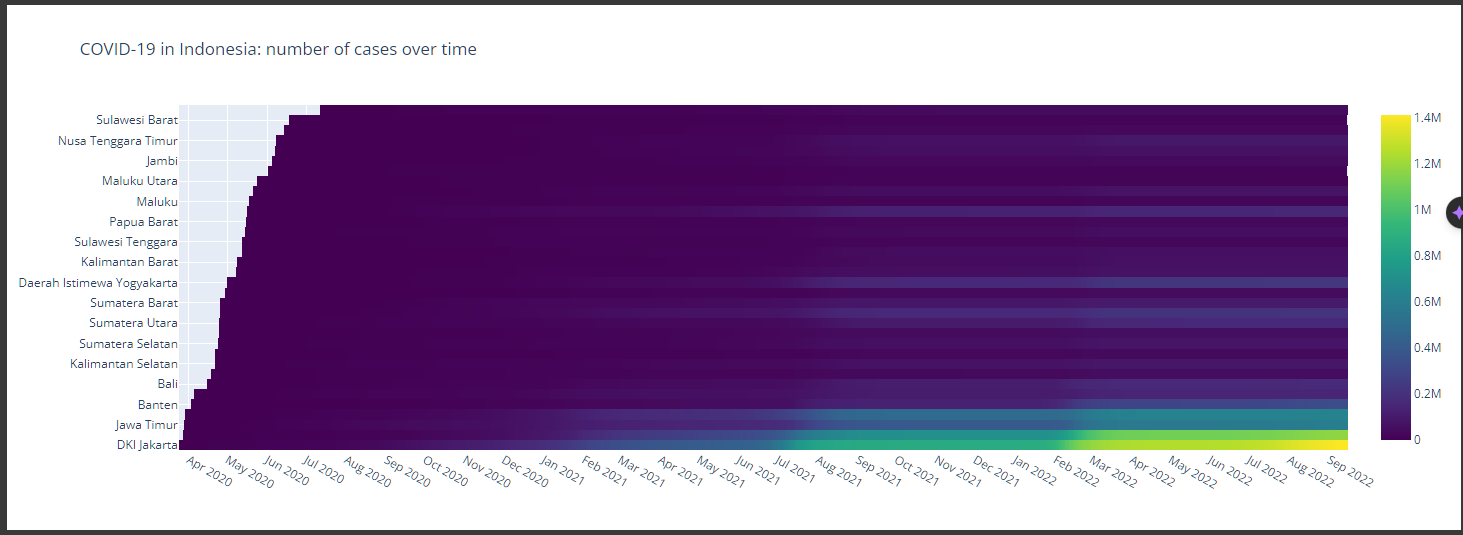 COVID-19 in Indonesia: number of cases over time
Sulawesi Barat
Nusa Tenggara Timur
Jambi
Maluku Utara
Maluku
Papua Barat
Sulawesi Tenggara
Kalimantan Barat
Daerah Istimewa Yogyakarta
Sumatera Barat
Sumatera Utara
Sumatera Selatan
Kalimantan Selatan
Bali
Banten
Jawa Timur
DKI Jakarta
Apr 2020
May 2020
Jun 2020
Jul 2020
Aug 2020
Sep 2020
Oct 2020
Nov 2020
Dec 2020
Jan 2021
Feb 2021
Mar 2021
Apr 2021
May 2021
Jun 2021
Jul 2021
Aug 2021
Sep 2021
Oct 2021
Nov 2021
Dec 2021
Jan 2022
Feb 2022
Mar 2022
Apr 2022
May 2022
Jun 2022
Jul 2022
Aug 2022
Sep 2022
1.4M
1.2M
1M
0.8M
0.6M
0.4M
0.2M
0